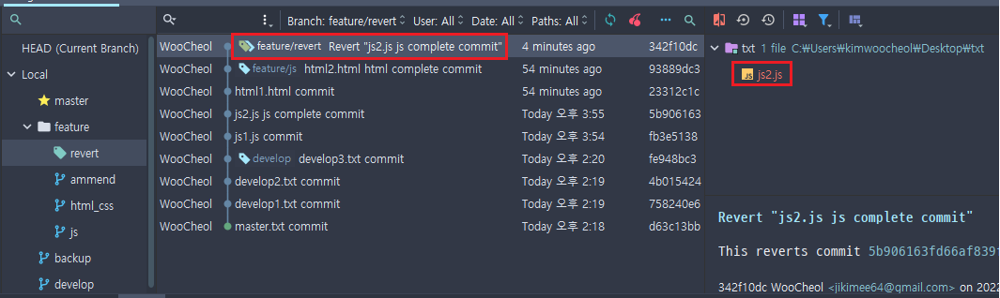 Branch: feature/revert User: All Date: All Paths: All
HEAD (Current Branch)
Local
master
feature
revert
ammend
html_css
js
backup
develop
WooCheol feature/revert Revert "js2.js js complete commit" 4 minutes ago 342f10dc
WooCheol feature/js html2.html html complete commit 54 minutes ago 93889dc3
WooCheol html1.html commit 54 minutes ago 23312c1c
WooCheol js2.js js complete commit Today 오후 3:55 5b906163
WooCheol js1.js commit Today 오후 3:54 fb3e5138
WooCheol develop develop3.txt commit Today 오후 2:20 fe948bc3
WooCheol develop2.txt commit Today 오후 2:19 4b015424
WooCheol develop1.txt commit Today 오후 2:19 758240e6
WooCheol master.txt commit Today 오후 2:18 d63c13bb
txt 1 file C:₩Users₩kimwoocheol₩Desktop₩txt
JS js2.js
Revert "js2.js js complete commit"
This reverts commit 5b906163fd66af839
342f10dc WooCheol <jikimee64@gmail.com> on 2022